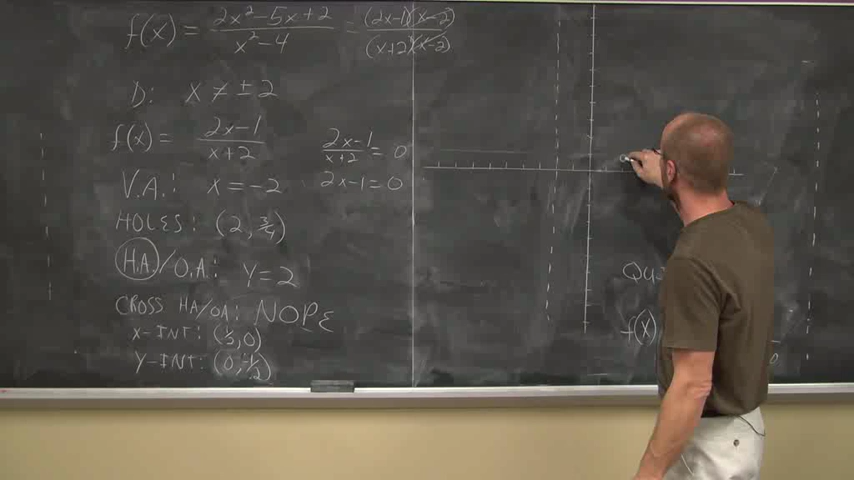 f(x) = (2x²-5x+2)/(x²-4) = ((2x-1)(x-2))/((x+2)(x-2))
D: x ≠ ±2
f(x) = (2x-1)/(x+2)
(2x-1)/(x+2) = 0
V.A.: x = -2
2x-1=0
HOLES: (2, 3/4)
H.A./O.A.: Y=2
CROSS HA/OA: NOPE
X-INT: (½,0)
Y-INT: (0,-½)
f(x)